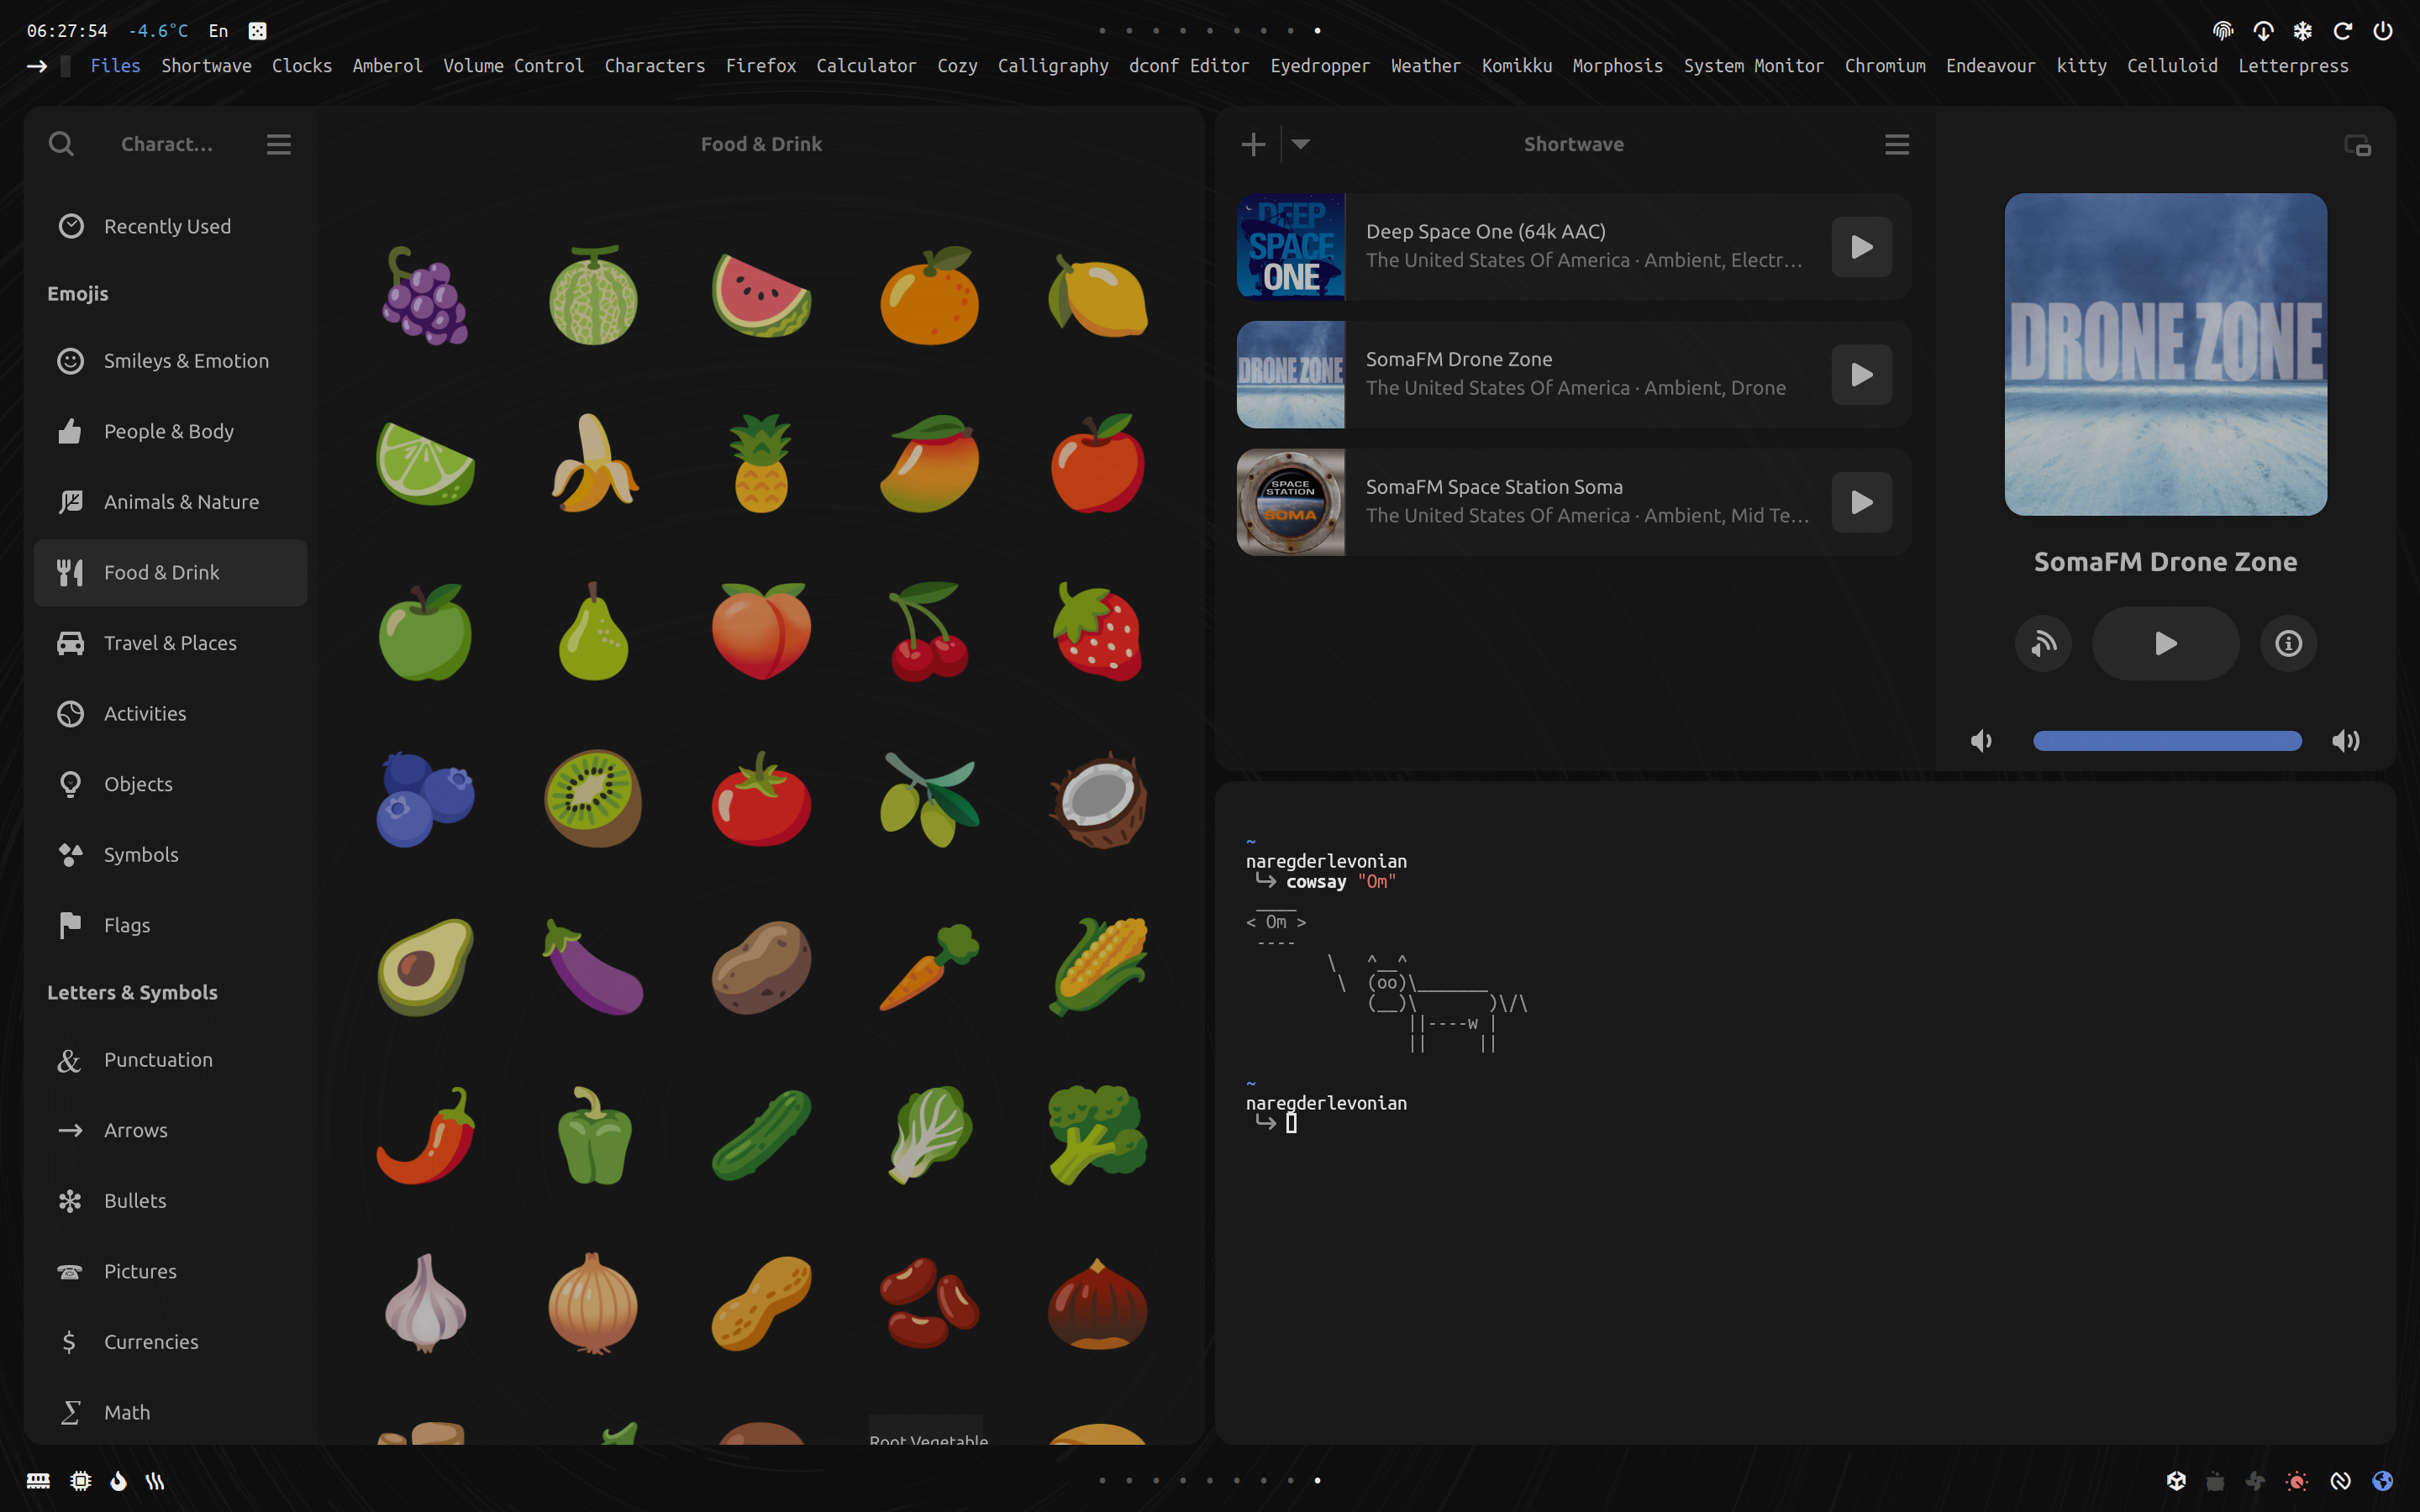 06:27:54 -4.6°C En
Files Shortwave Clocks Amberol Volume Control Characters Firefox Calculator Cozy Calligraphy dconf Editor Eyedropper Weather Komikku Morphosis System Monitor Chromium Endeavour kitty Celluloid Letterpress
Charact…
Recently Used
Emojis
Smileys & Emotion
People & Body
Animals & Nature
Food & Drink
Travel & Places
Activities
Objects
Symbols
Flags
Letters & Symbols
& Punctuation
→ Arrows
Bullets
Pictures
$ Currencies
Σ Math
Food & Drink
Root Vegetable
Shortwave
DEEP
SPACE
ONE
Deep Space One (64k AAC)
The United States Of America · Ambient, Electr…
DRONE ZONE
SomaFM Drone Zone
The United States Of America · Ambient, Drone
SPACE
STATION
SOMA
SomaFM Space Station Soma
The United States Of America · Ambient, Mid Te…
DRONE ZONE
SomaFM Drone Zone
~
naregderlevonian
↪ cowsay "Om"
 ____
< Om >
 ----
        \   ^__^
         \  (oo)\_______
            (__)\       )\/\
                ||----w |
                ||     ||
~
naregderlevonian
↪